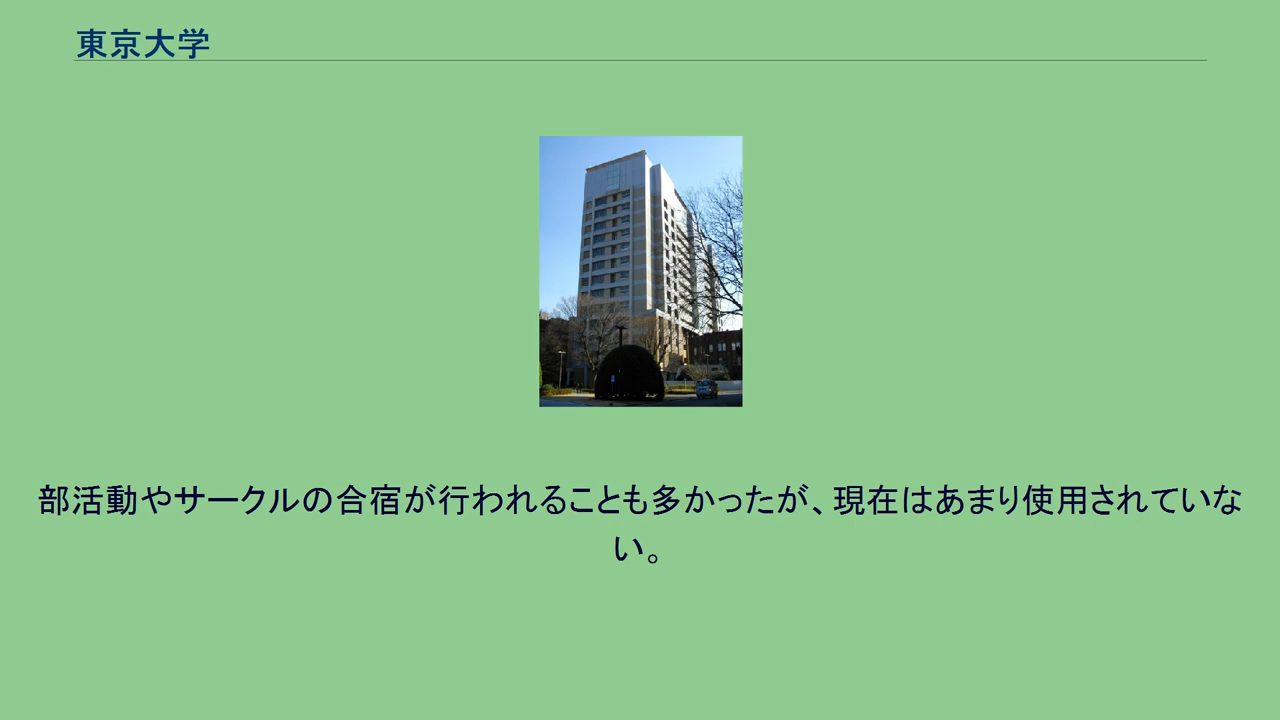 東京大学
部活動やサークルの合宿が行われることも多かったが、現在はあまり使用されていな
い。